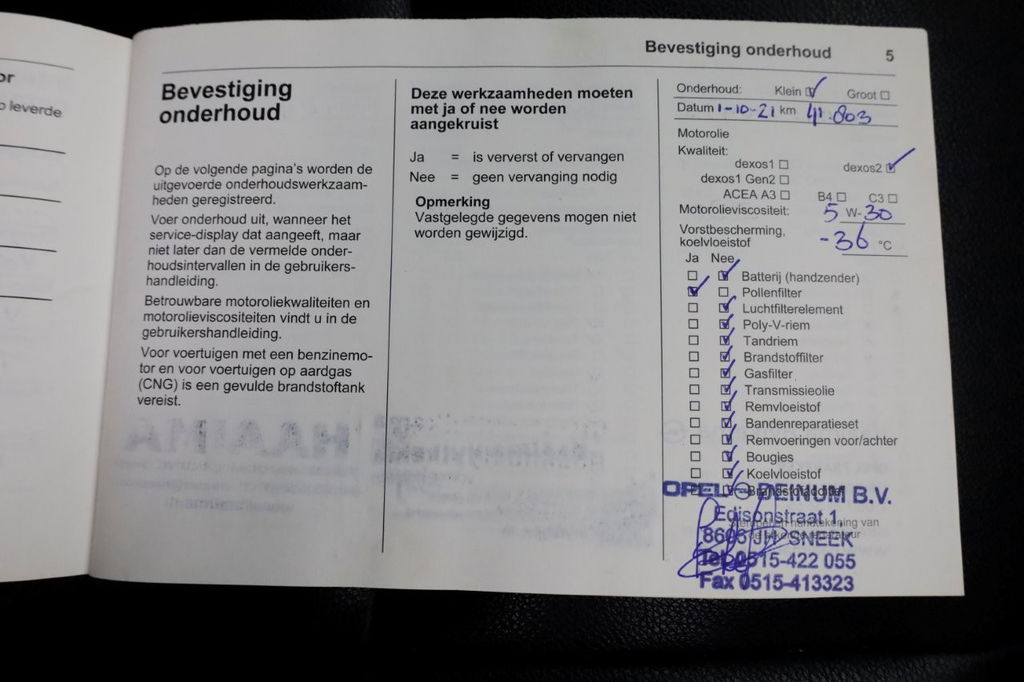 or
o leverde
Bevestiging onderhoud 5
Bevestiging
onderhoud
Op de volgende pagina's worden de
uitgevoerde onderhoudswerkzaam-
heden geregistreerd.
Voer onderhoud uit, wanneer het
service-display dat aangeeft, maar
niet later dan de vermelde onder-
houdsintervallen in de gebruikers-
handleiding.
Betrouwbare motoroliekwaliteiten en
motorolieviscositeiten vindt u in de
gebruikershandleiding.
Voor voertuigen met een benzinemo-
tor en voor voertuigen op aardgas
(CNG) is een gevulde brandstoftank
vereist.
Deze werkzaamheden moeten
met ja of nee worden
aangekruist
Ja = is ververst of vervangen
Nee = geen vervanging nodig
Opmerking
Vastgelegde gegevens mogen niet
worden gewijzigd.
Onderhoud: Klein Groot
Datum 1-10-21 km 41.803
Motorolie
Kwaliteit:
dexos1 dexos2
dexos1 Gen2
ACEA A3 B4 C3
Motorolieviscositeit: 5 W-30
Vorstbescherming,
koelvloeistof -36 °C
Ja Nee
Batterij (handzender)
Pollenfilter
Luchtfilterelement
Poly-V-riem
Tandriem
Brandstoffilter
Gasfilter
Transmissieolie
Remvloeistof
Bandenreparatieset
Remvoeringen voor/achter
Bougies
Koelvloeistof
OPEL DEINUM B.V.
Edisonstraat 1
handtekening van
SNEEK
Tel. 0515-422 055
Fax 0515-413323